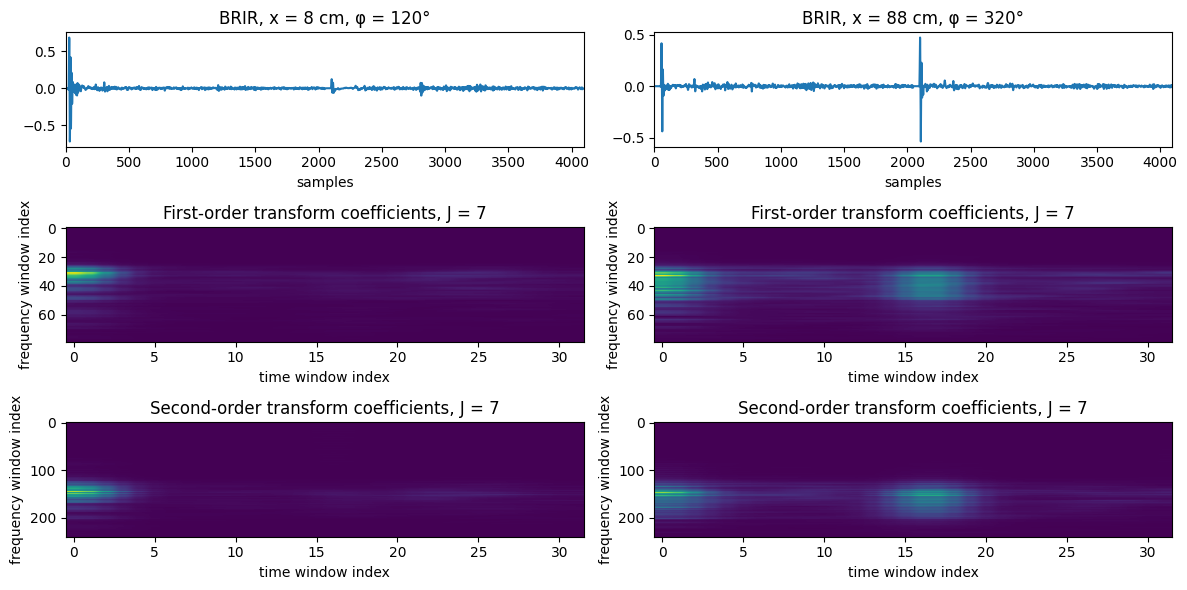 BRIR, x = 8 cm, φ = 120°
0.5
0.0
−0.5
0 500 1000 1500 2000 2500 3000 3500 4000
samples
BRIR, x = 88 cm, φ = 320°
0.5
0.0
−0.5
0 500 1000 1500 2000 2500 3000 3500 4000
samples
First-order transform coefficients, J = 7
frequency window index
0
20
40
60
0 5 10 15 20 25 30
time window index
First-order transform coefficients, J = 7
frequency window index
0
20
40
60
0 5 10 15 20 25 30
time window index
Second-order transform coefficients, J = 7
frequency window index
0
100
200
0 5 10 15 20 25 30
time window index
Second-order transform coefficients, J = 7
frequency window index
0
100
200
0 5 10 15 20 25 30
time window index